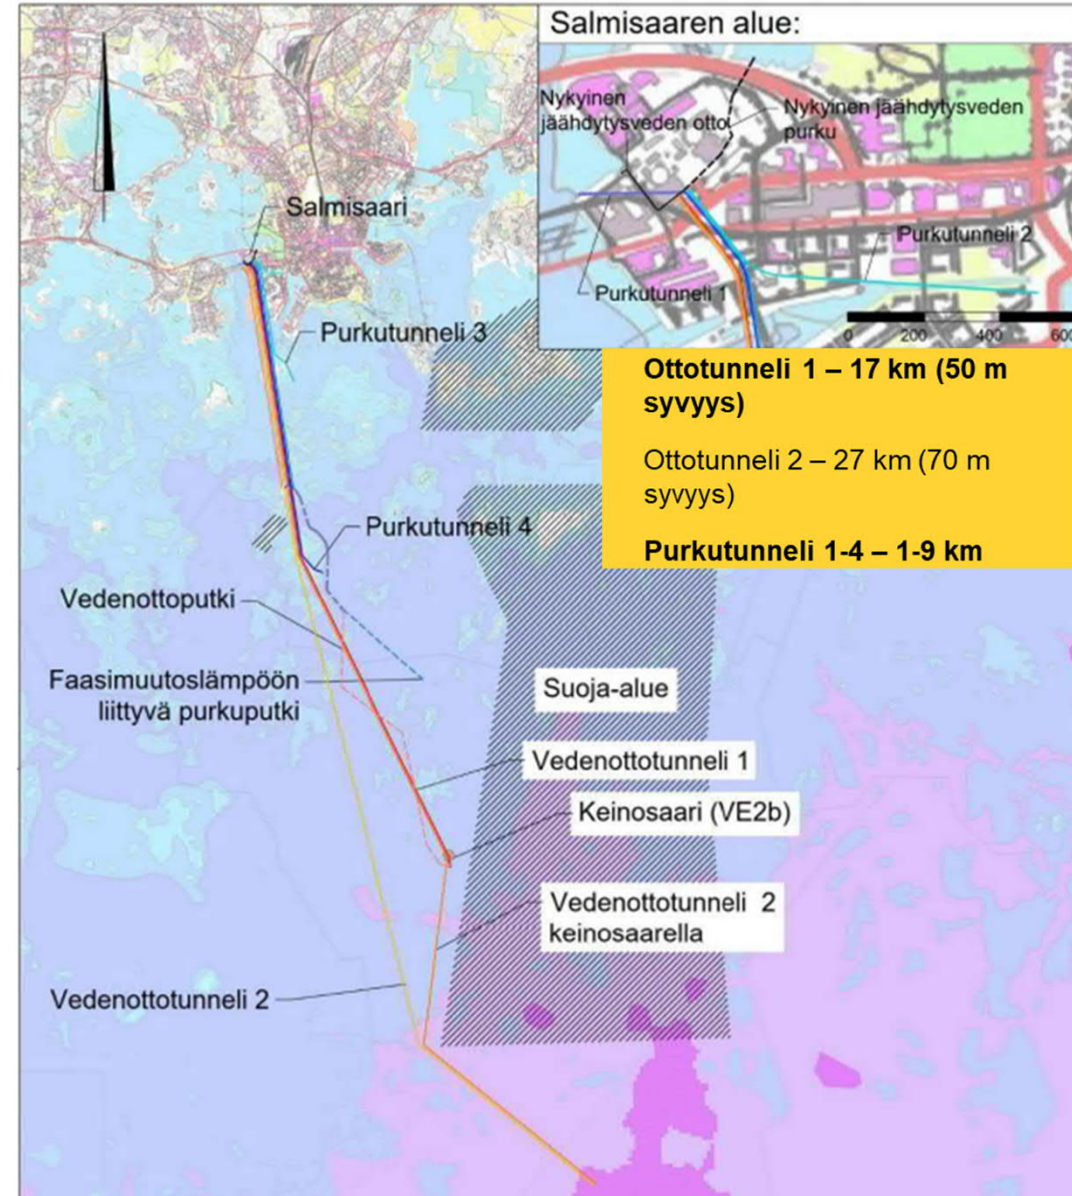 Salmisaaren alue:
Nykyinen
jäähdytysveden otto
Nykyinen jäähdytysveden
purku
Purkutunneli 2
Purkutunneli 1
0 200 400 600
Salmisaari
Purkutunneli 3
Ottotunneli 1 – 17 km (50 m
syvyys)
Ottotunneli 2 – 27 km (70 m
syvyys)
Purkutunneli 1-4 – 1-9 km
Purkutunneli 4
Vedenottoputki
Faasimuutoslämpöön
liittyvä purkuputki
Suoja-alue
Vedenottotunneli 1
Keinosaari (VE2b)
Vedenottotunneli 2
keinosaarella
Vedenottotunneli 2